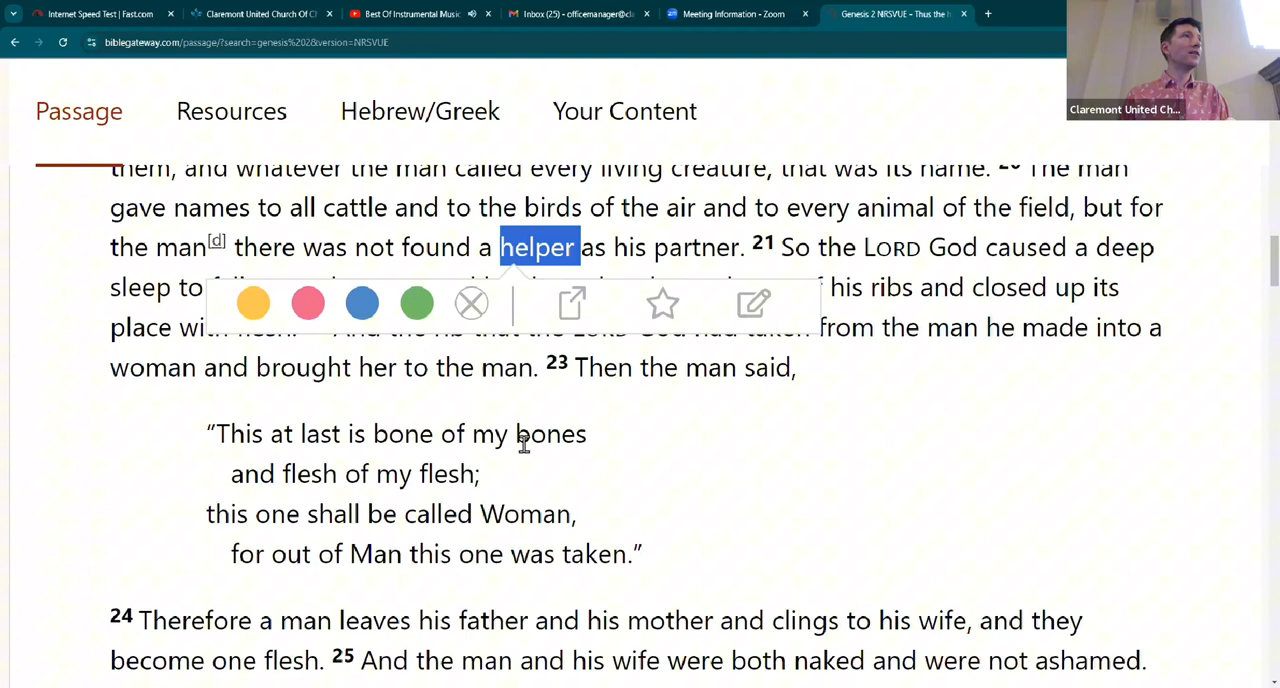 Internet Speed Test | Fast.com
Claremont United Church Of C
Best Of Instrumental Music
Inbox (25) - officemanager@cl
Meeting Information - Zoom
Genesis 2 NRSVUE - Thus the h
biblegateway.com/passage/?search=genesis%202&version=NRSVUE
Claremont United Ch...
Passage
Resources
Hebrew/Greek
Your Content
them, and whatever the man called every living creature, that was its name. 20 The man
gave names to all cattle and to the birds of the air and to every animal of the field, but for
the man[d] there was not found a helper as his partner. 21 So the LORD God caused a deep
sleep to his ribs and closed up its
place with from the man he made into a
woman and brought her to the man. 23 Then the man said,
“This at last is bone of my bones
and flesh of my flesh;
this one shall be called Woman,
for out of Man this one was taken.”
24 Therefore a man leaves his father and his mother and clings to his wife, and they
become one flesh. 25 And the man and his wife were both naked and were not ashamed.